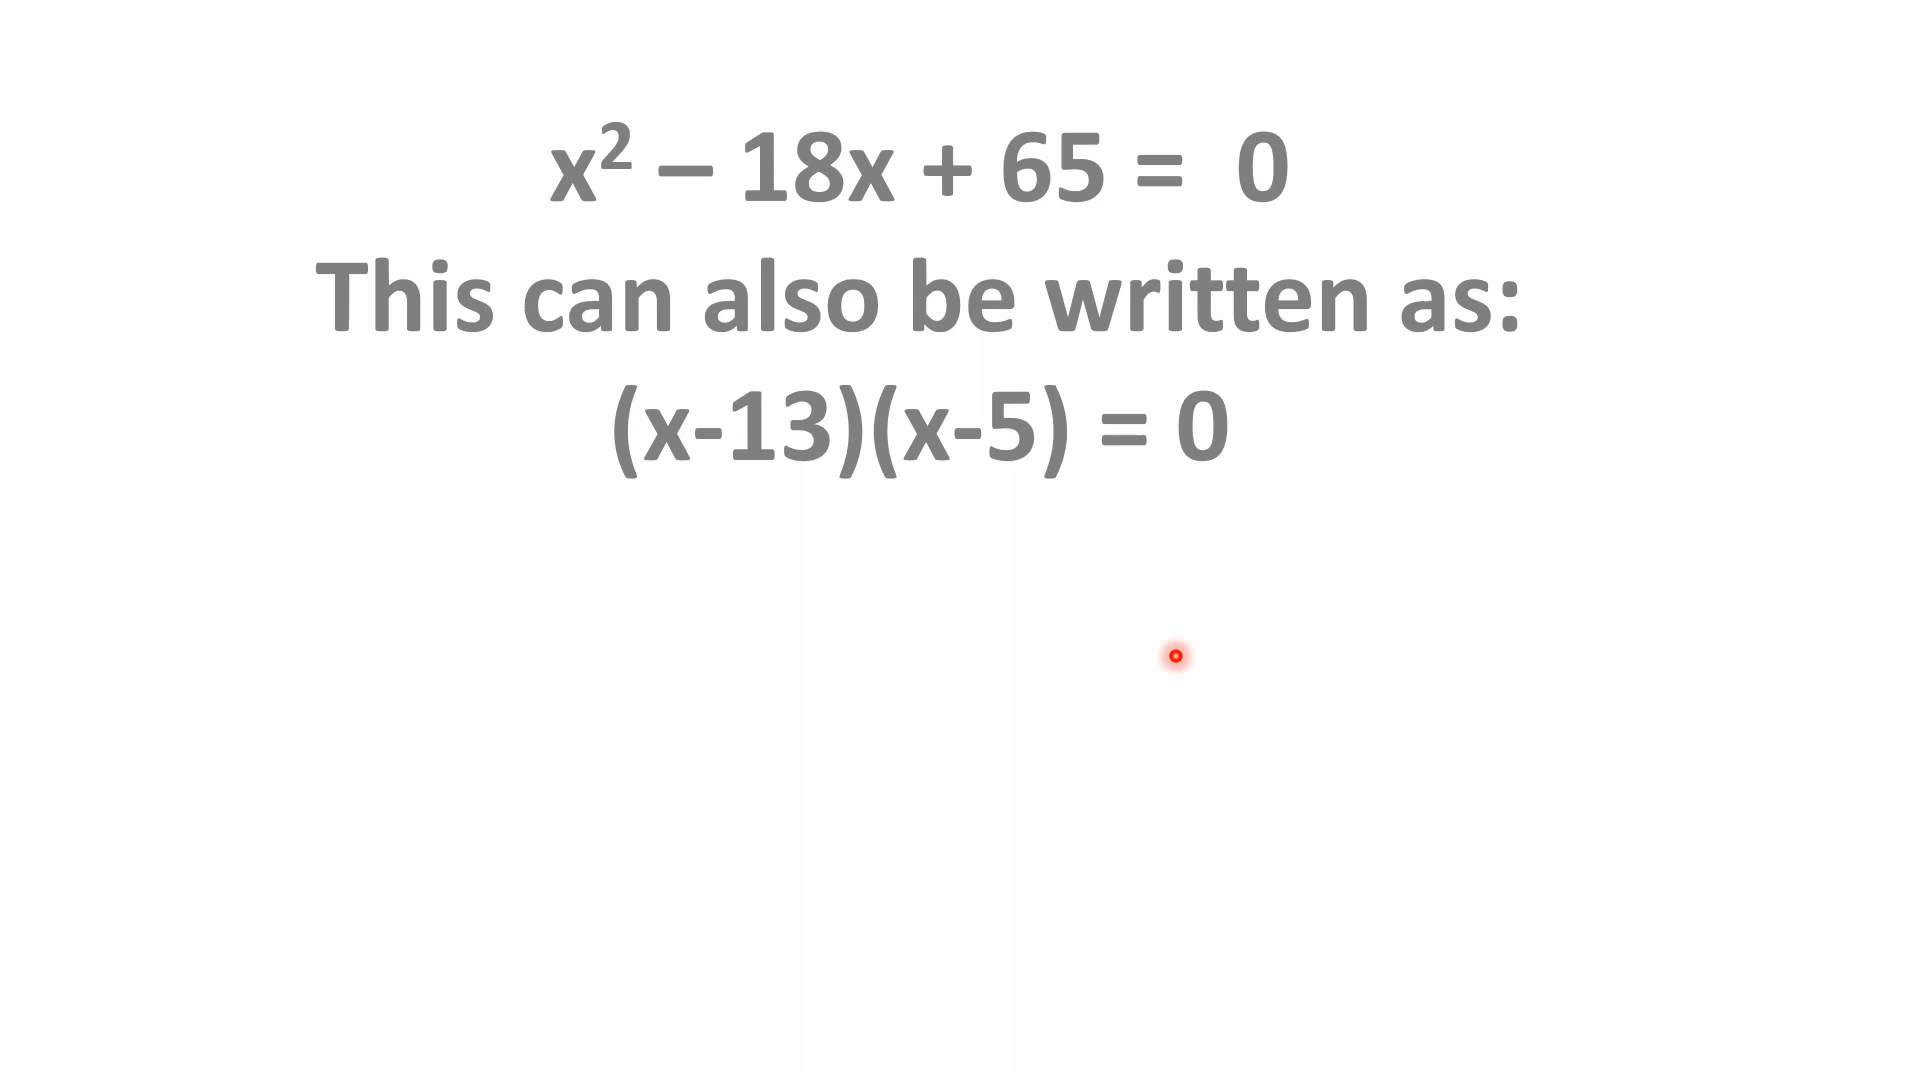 x² – 18x + 65 =  0
This can also be written as:
(x-13)(x-5) = 0